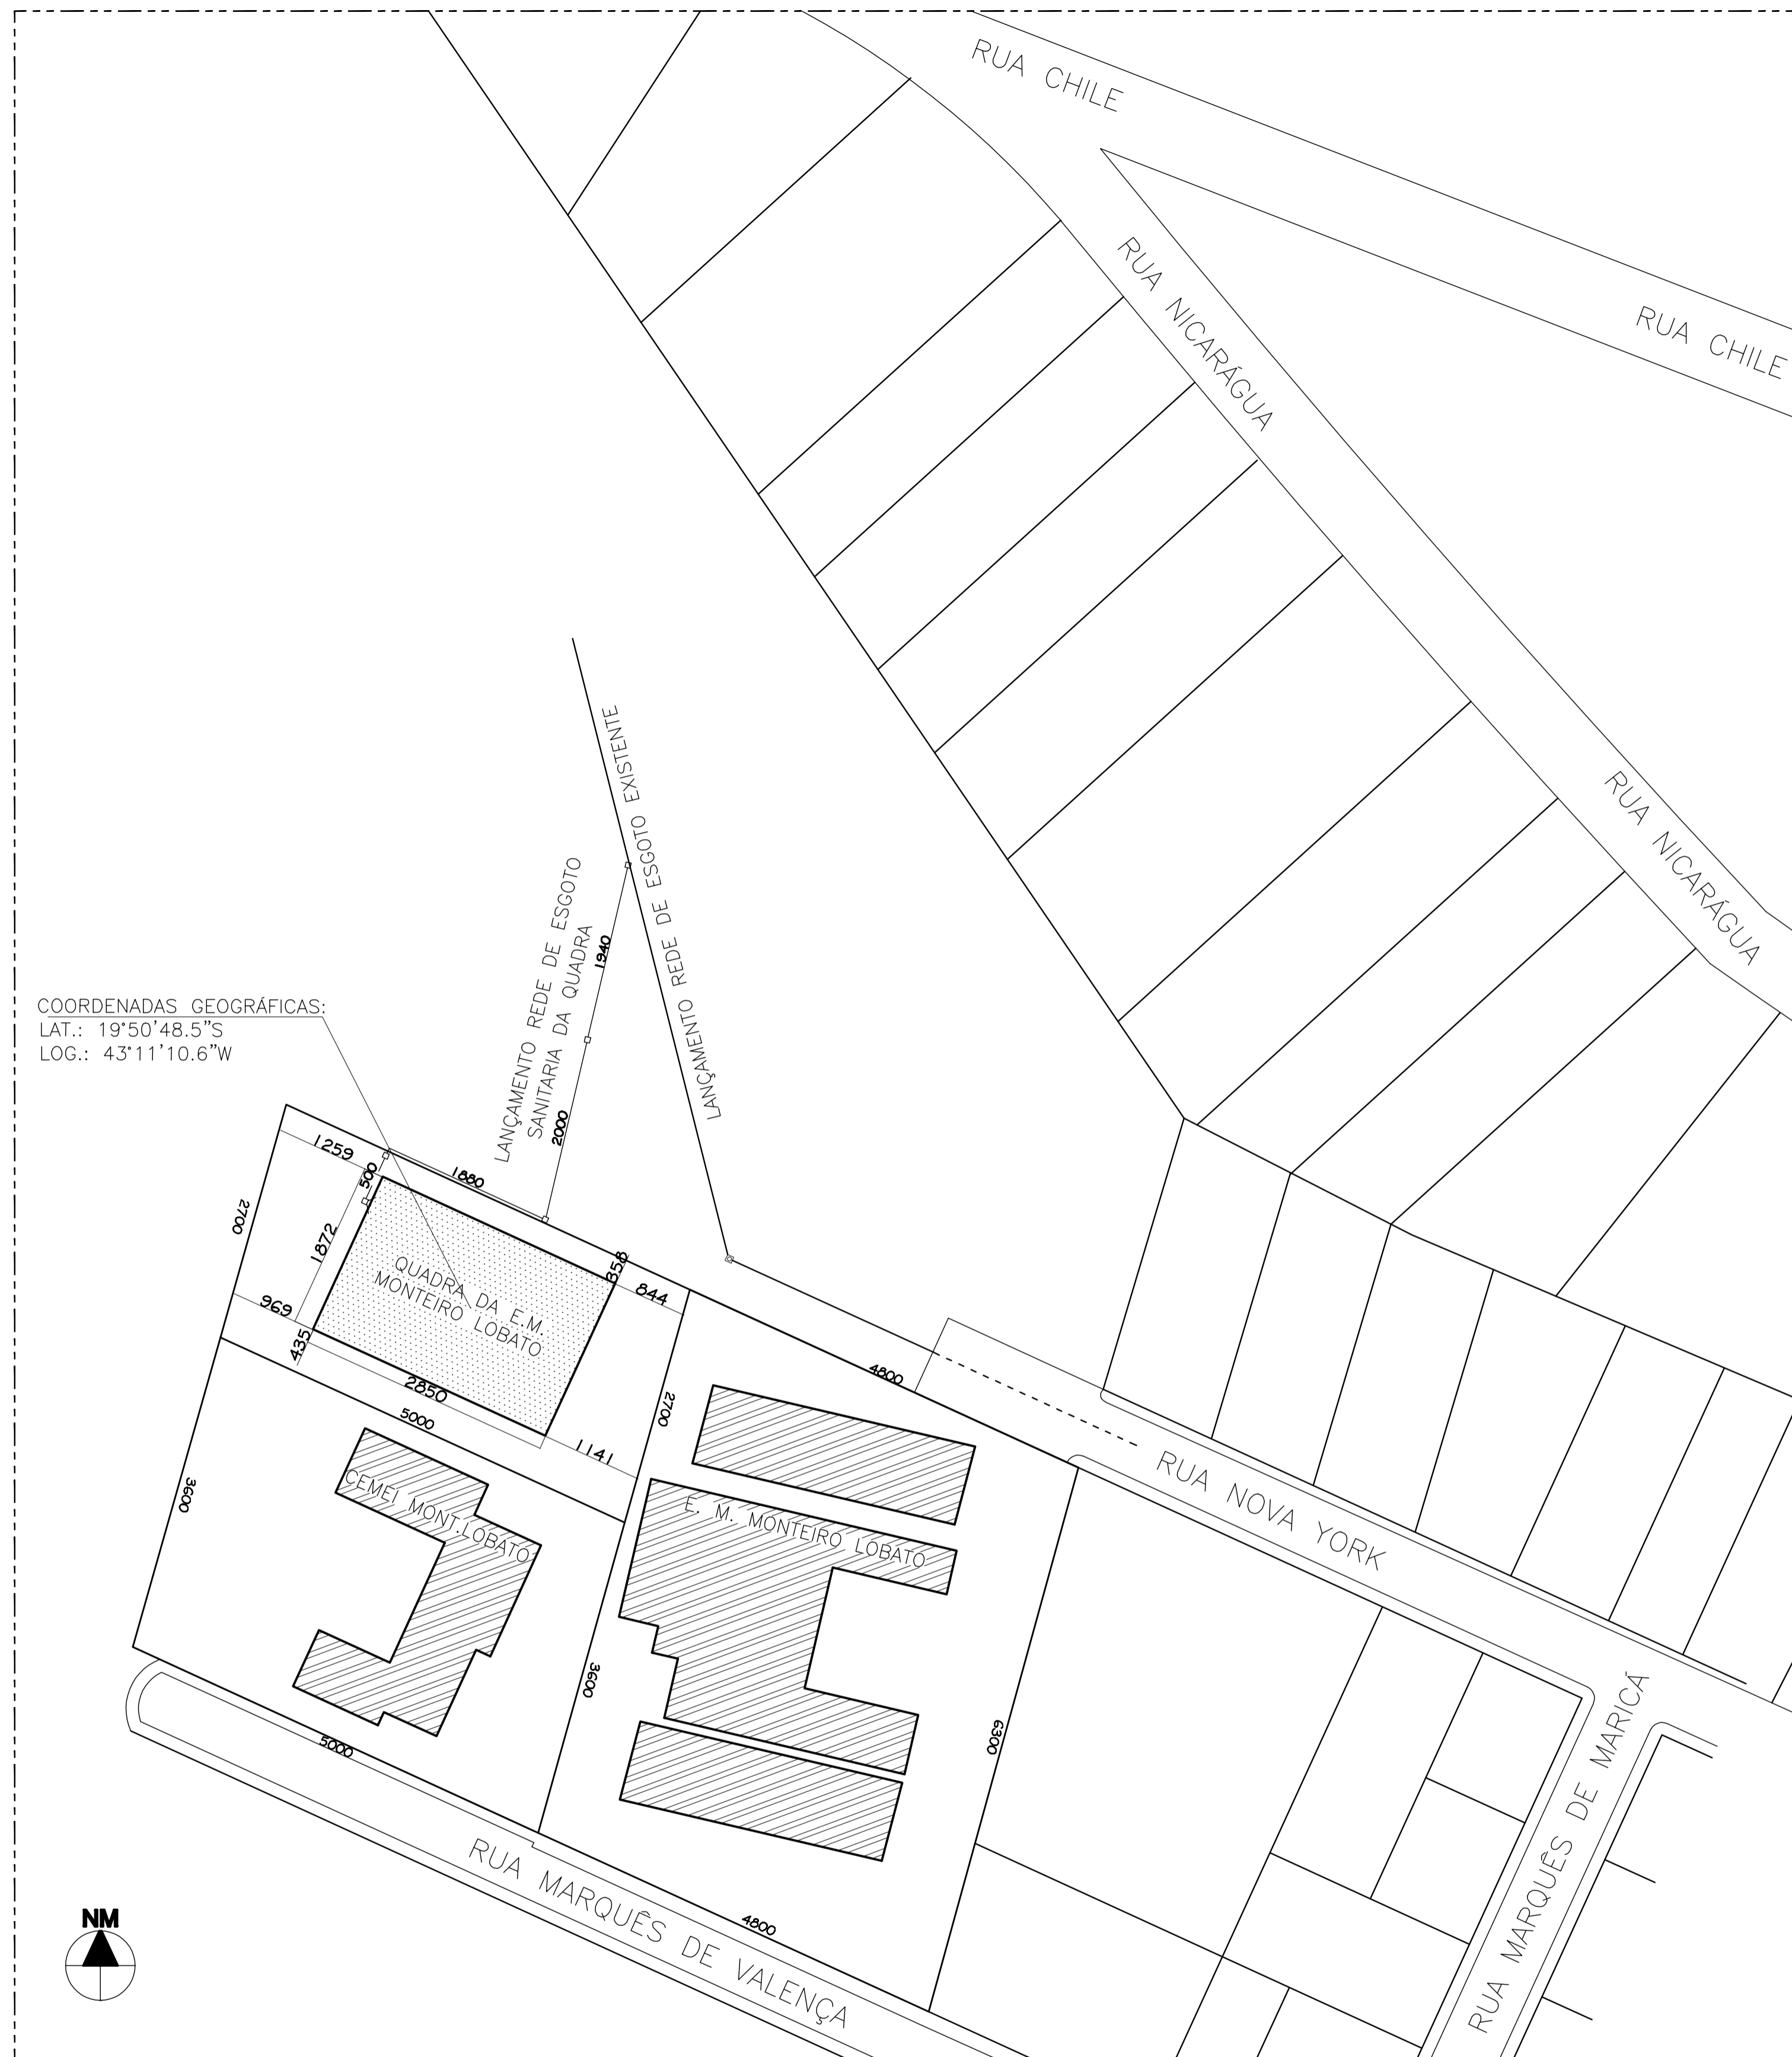 RUA CHILE
RUA CHILE
RUA NICARÁGUA
RUA NICARÁGUA
LANÇAMENTO REDE DE ESGOTO EXISTENTE
LANÇAMENTO REDE DE ESGOTO
SANITARIA DA QUADRA
1940
2000
COORDENADAS GEOGRÁFICAS:
LAT.: 19°50'48.5"S
LOG.: 43°11'10.6"W
1259
500
1880
2700
1872
358
QUADRA DA E.M.
MONTEIRO LOBATO
844
969
435
2850
5000
2700
1141
4800
CEMEI MONT.LOBATO
E. M. MONTEIRO LOBATO
RUA NOVA YORK
3600
3600
6300
5000
4800
RUA MARQUÊS DE VALENÇA
RUA MARQUÊS DE MARICÁ
NM